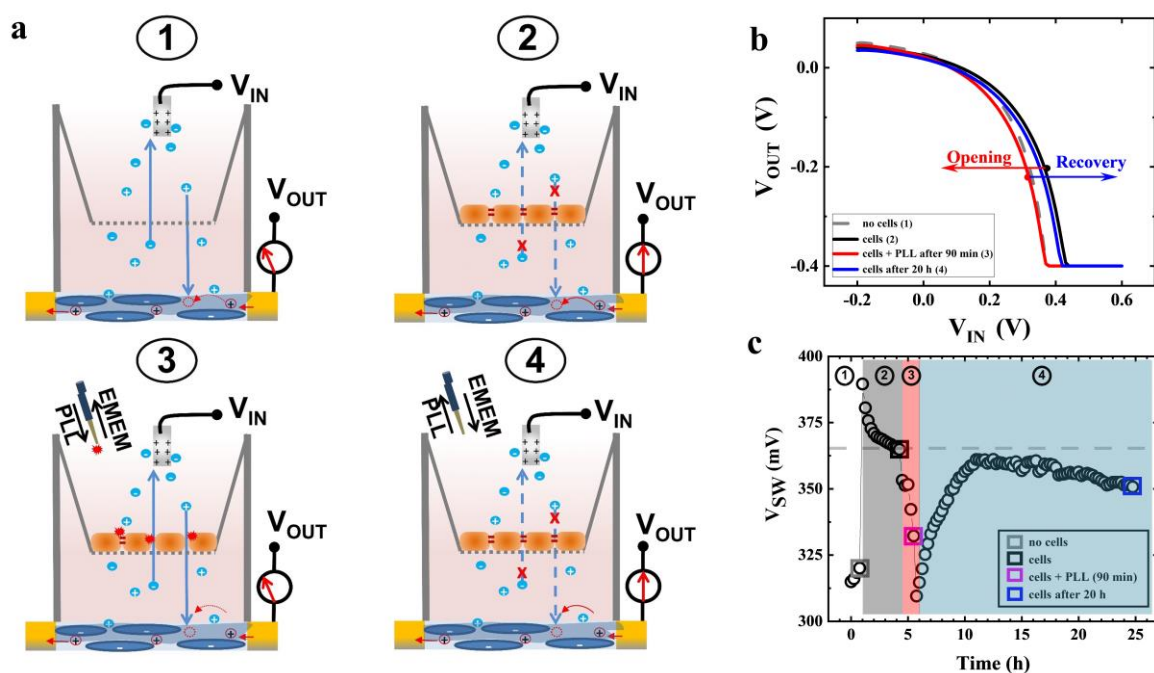 a
1
V_IN
V_OUT
2
V_IN
V_OUT
3
PLL
EMEM
V_IN
V_OUT
4
PLL
EMEM
V_IN
V_OUT
b
V_OUT (V)
0.0
-0.2
-0.4
Opening
Recovery
no cells (1)
cells (2)
cells + PLL after 90 min (3)
cells after 20 h (4)
-0.2 0.0 0.2 0.4 0.6
V_IN (V)
c
V_SW (mV)
400
375
350
325
300
1 2 3 4
no cells
cells
cells + PLL (90 min)
cells after 20 h
0 5 10 15 20 25
Time (h)